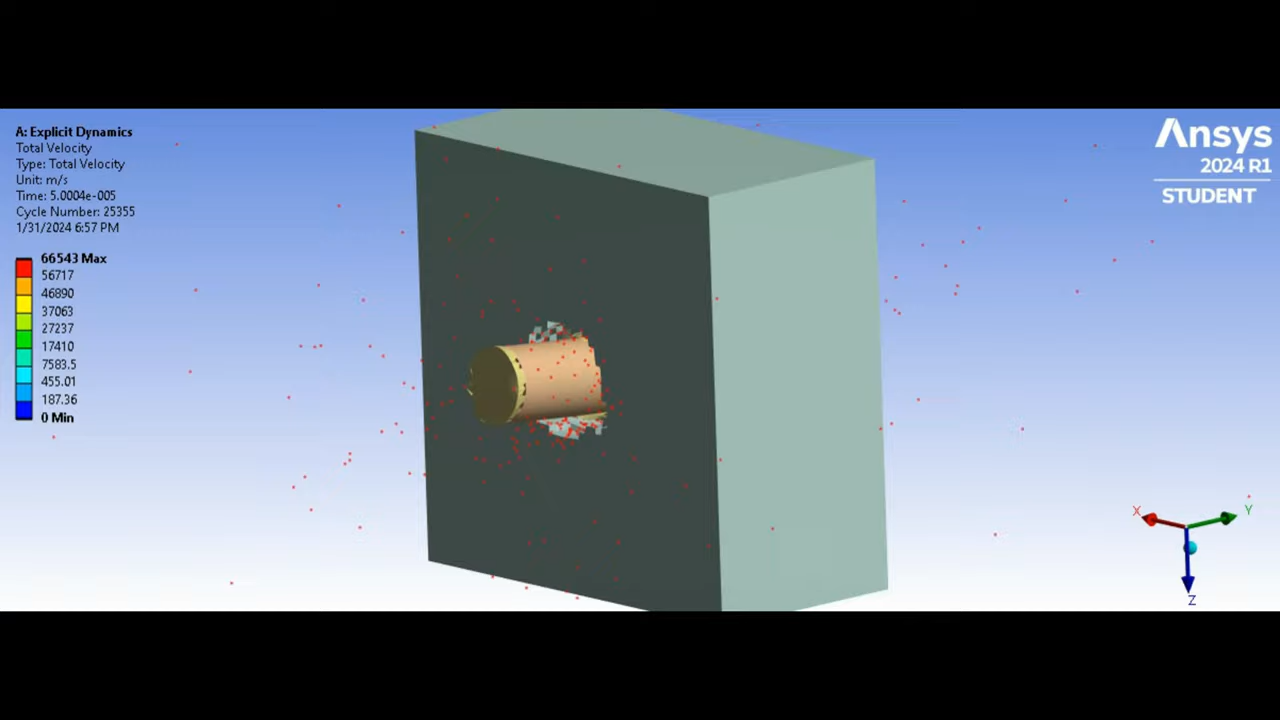 A: Explicit Dynamics
Total Velocity
Type: Total Velocity
Unit: m/s
Time: 5.0004e-005
Cycle Number: 25355
1/31/2024 6:57 PM
66543 Max
56717
46890
37063
27237
17410
7583.5
455.01
187.36
0 Min
Ansys
2024 R1
STUDENT
X
Y
Z